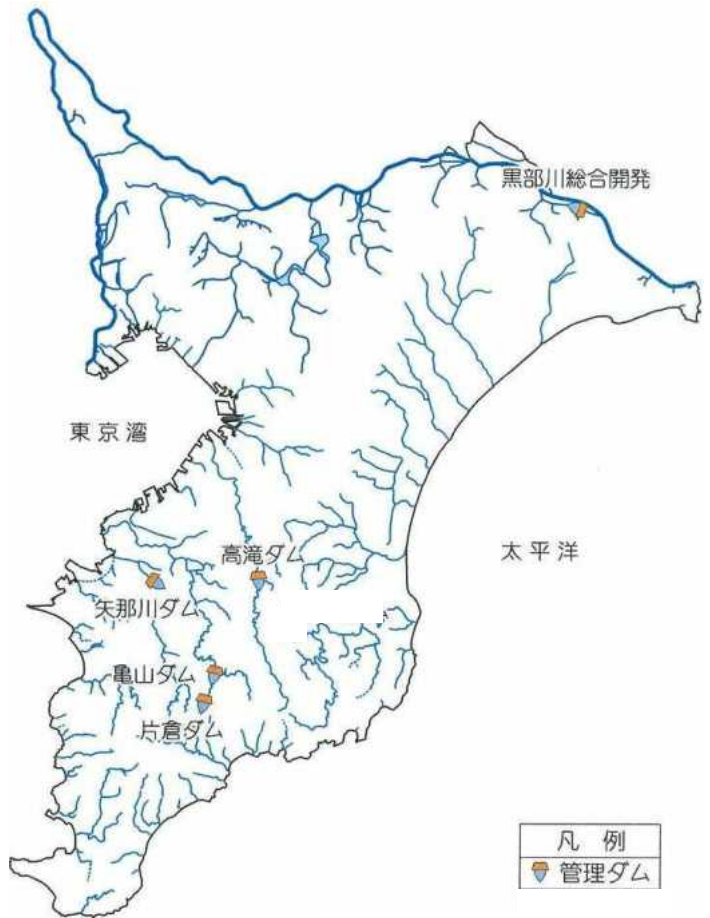 黒部川総合開発
東京湾
太平洋
高滝ダム
矢那川ダム
亀山ダム
片倉ダム
凡例
管理ダム